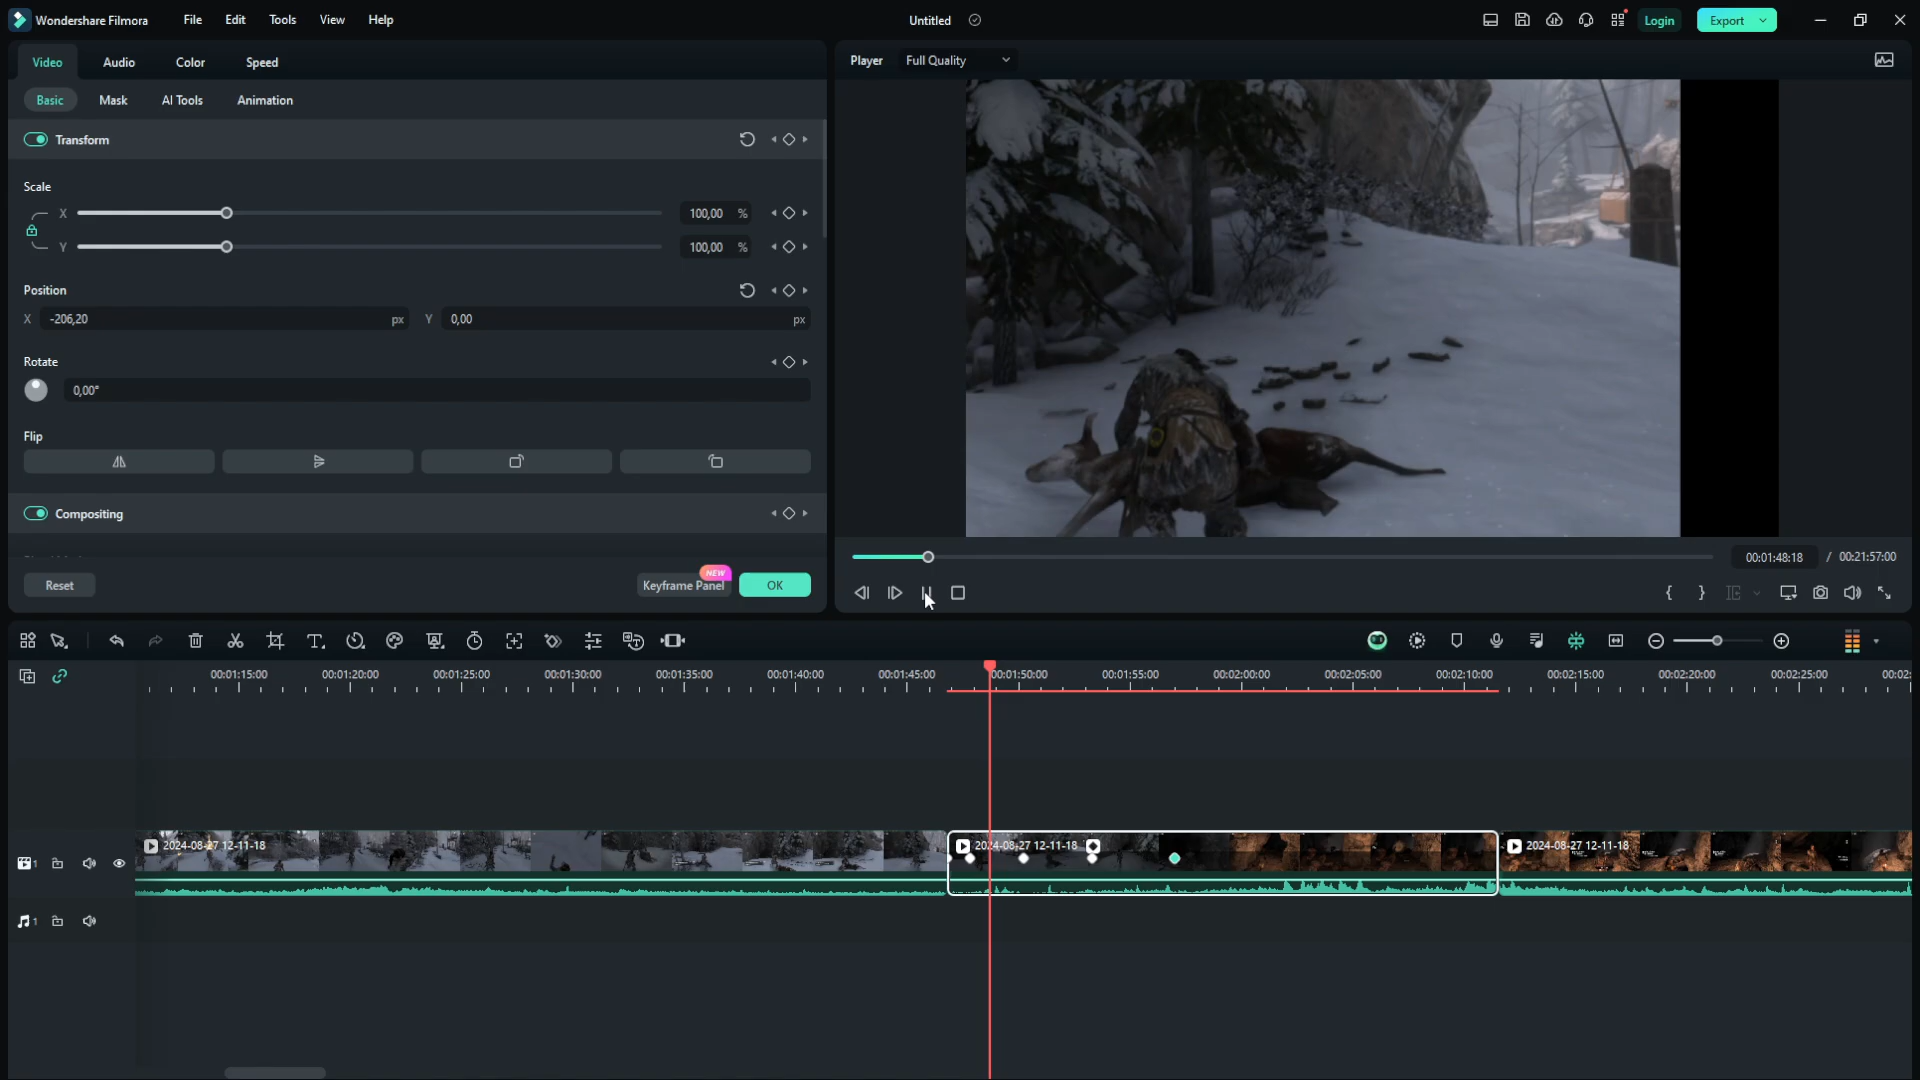 Wondershare Filmora File Edit Tools View Help Untitled Login Export
Video Audio Color Speed
Player Full Quality
Basic Mask AI Tools Animation
Transform
Scale
X 100,00 %
Y 100,00 %
Position
X -206,20 px Y 0,00 px
Rotate
0,00°
Flip
Compositing
00:01:48:18 / 00:21:57:00
Reset NEW Keyframe Panel OK
00:01:15:00 00:01:20:00 00:01:25:00 00:01:30:00 00:01:35:00 00:01:40:00 00:01:45:00 00:01:50:00 00:01:55:00 00:02:00:00 00:02:05:00 00:02:10:00 00:02:15:00 00:02:20:00 00:02:25:00 00:02:
2024-08-27 12-11-18 2024-08-27 12-11-18 2024-08-27 12-11-18
1
1